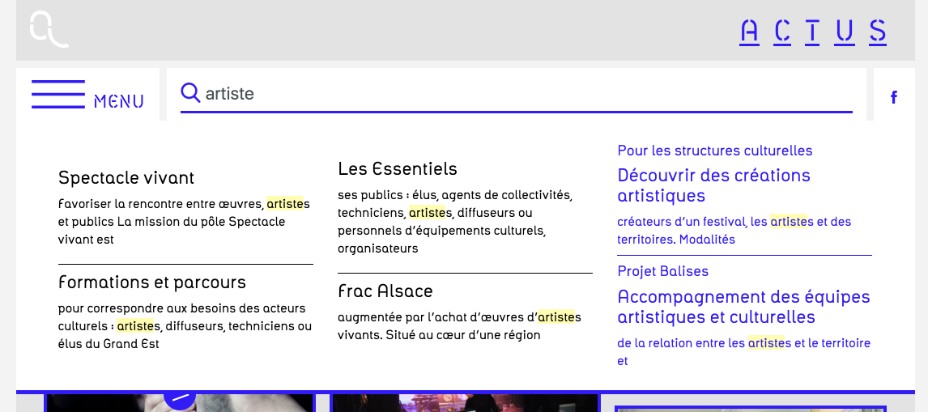 ACTUS
MENU
artiste
f
Spectacle vivant
Favoriser la rencontre entre œuvres, artistes
et publics La mission du pôle Spectacle
vivant est
Formations et parcours
pour correspondre aux besoins des acteurs
culturels : artistes, diffuseurs, techniciens ou
élus du Grand Est
Les Essentiels
ses publics : élus, agents de collectivités,
techniciens, artistes, diffuseurs ou
personnels d’équipements culturels,
organisateurs
Frac Alsace
augmentée par l’achat d’œuvres d’artistes
vivants. Situé au cœur d’une région
Pour les structures culturelles
Découvrir des créations
artistiques
créateurs d’un festival, les artistes et des
territoires. Modalités
Projet Balises
Accompagnement des équipes
artistiques et culturelles
de la relation entre les artistes et le territoire
et